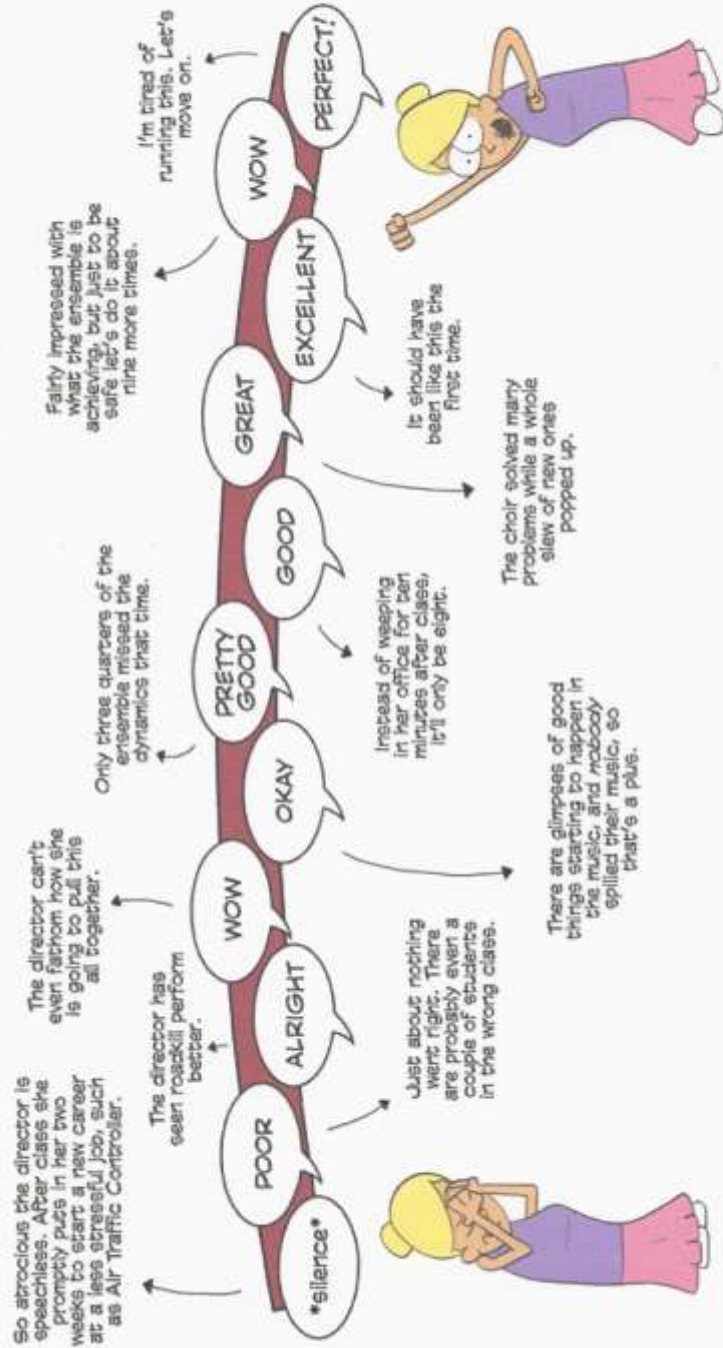 So atrocious the director is
speechless. After class she
promptly puts in her two
weeks to start a new career
at a less stressful job, such
as Air Traffic Controller.
*silence*
POOR
Just about nothing
went right. There
are probably even a
couple of students
in the wrong class.
The director has
seen roadkill perform
better.
ALRIGHT
The director can't
even fathom how she
is going to pull this
all together.
WOW
OKAY
There are glimpses of good
things starting to happen in
the music, and nobody
spilled their music, so
that's a plus.
Only three quarters of the
ensemble missed the
dynamics that time.
PRETTY
GOOD
GOOD
Instead of weeping
in her office for ten
minutes after class,
it'll only be eight.
GREAT
The choir solved many
problems while a whole
slew of new ones
popped up.
EXCELLENT
It should have
been like this the
first time.
Fairly impressed with
what the ensemble is
achieving, but just to be
safe let's do it about
nine more times.
WOW
I'm tired of
running this. Let's
move on.
PERFECT!